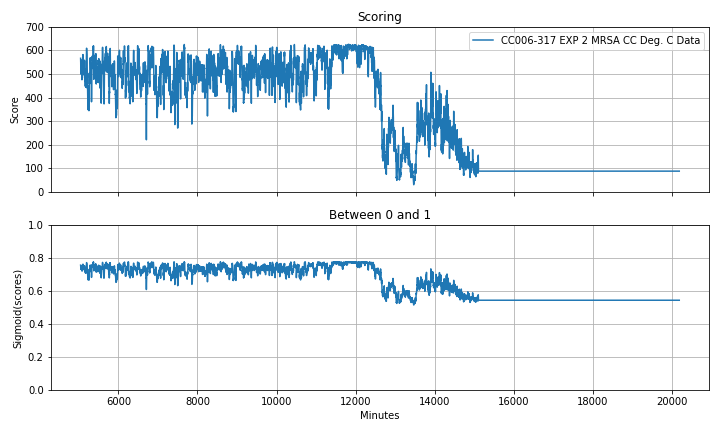 Scoring
700
600
500
400
300
200
100
0
Score
CC006-317 EXP 2 MRSA CC Deg. C Data
Between 0 and 1
1.0
0.8
0.6
0.4
0.2
0.0
Sigmoid(scores)
6000 8000 10000 12000 14000 16000 18000 20000
Minutes